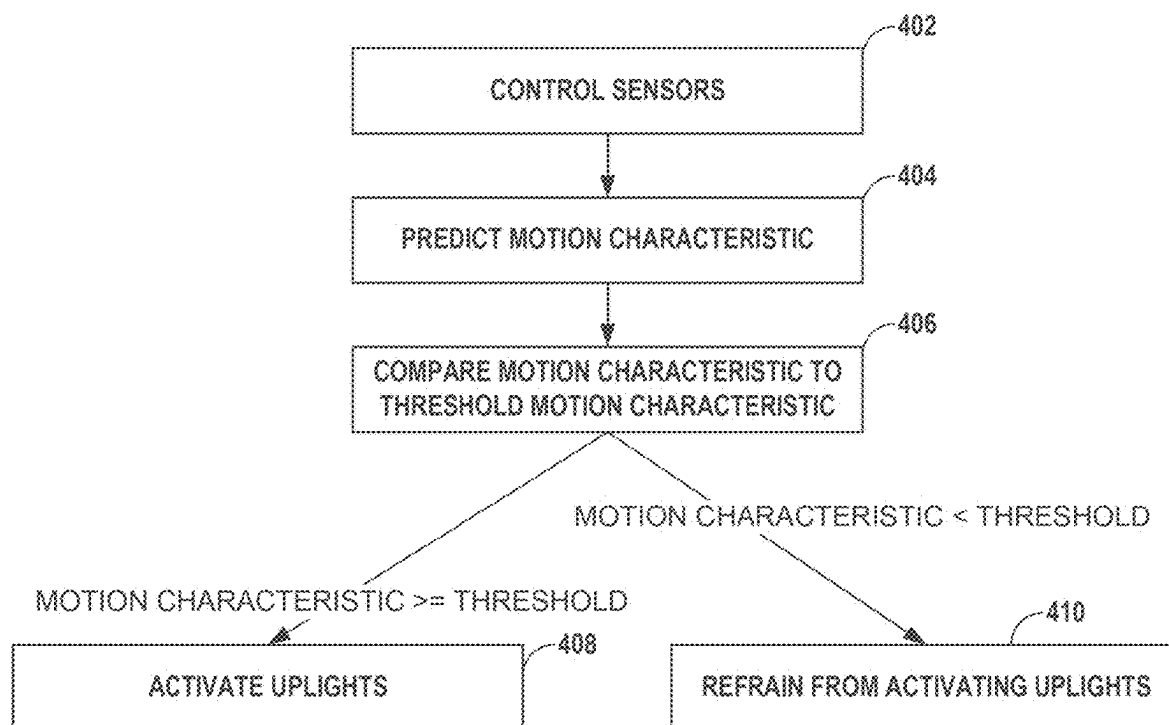 402
CONTROL SENSORS
404
PREDICT MOTION CHARACTERISTIC
406
COMPARE MOTION CHARACTERISTIC TO
THRESHOLD MOTION CHARACTERISTIC
MOTION CHARACTERISTIC < THRESHOLD
MOTION CHARACTERISTIC >= THRESHOLD
408
ACTIVATE UPLIGHTS
410
REFRAIN FROM ACTIVATING UPLIGHTS